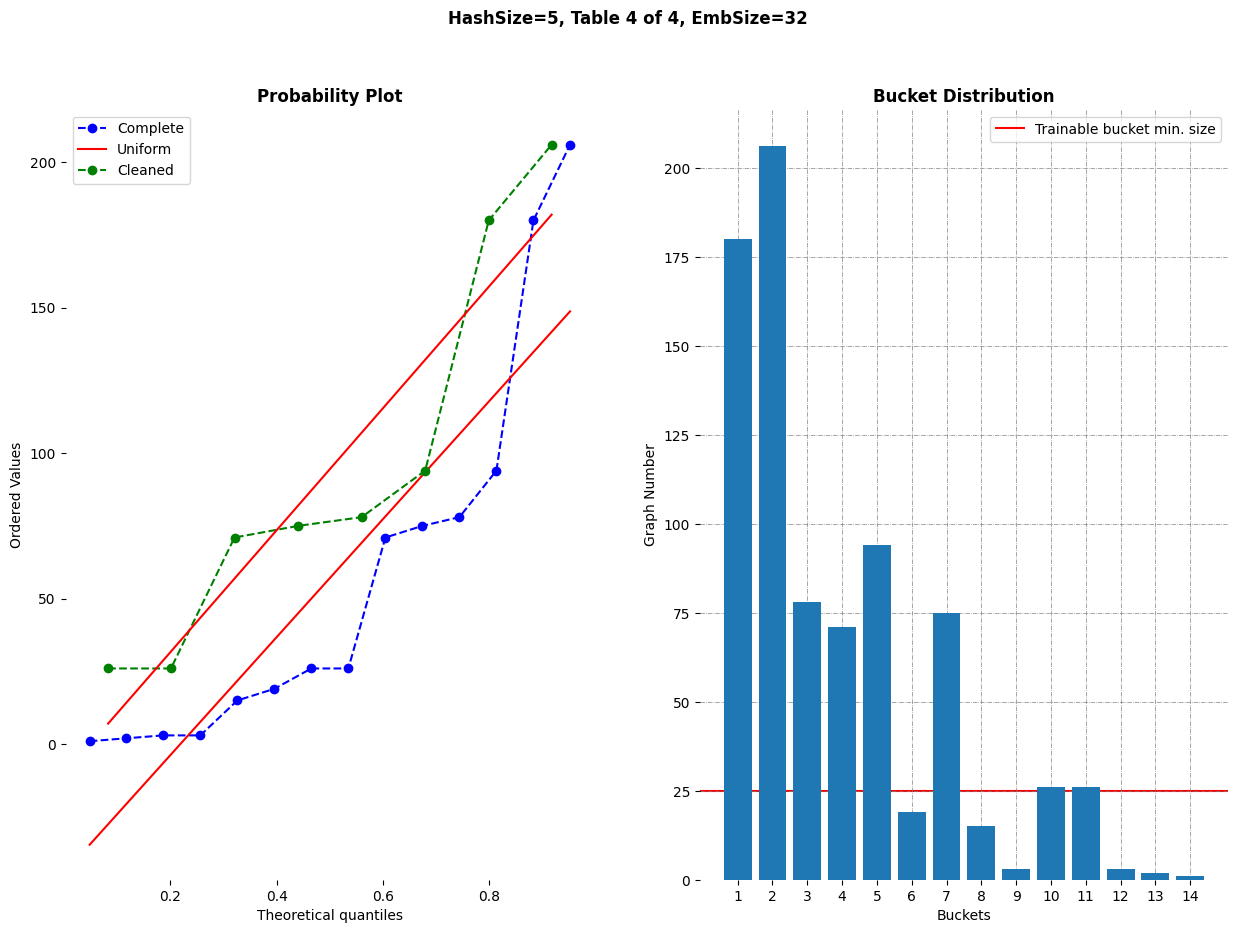 HashSize=5, Table 4 of 4, EmbSize=32
Probability Plot
Complete
Uniform
Cleaned
Ordered Values
200
150
100
50
0
0.2 0.4 0.6 0.8
Theoretical quantiles
Bucket Distribution
Trainable bucket min. size
Graph Number
200
175
150
125
100
75
50
25
0
1 2 3 4 5 6 7 8 9 10 11 12 13 14
Buckets